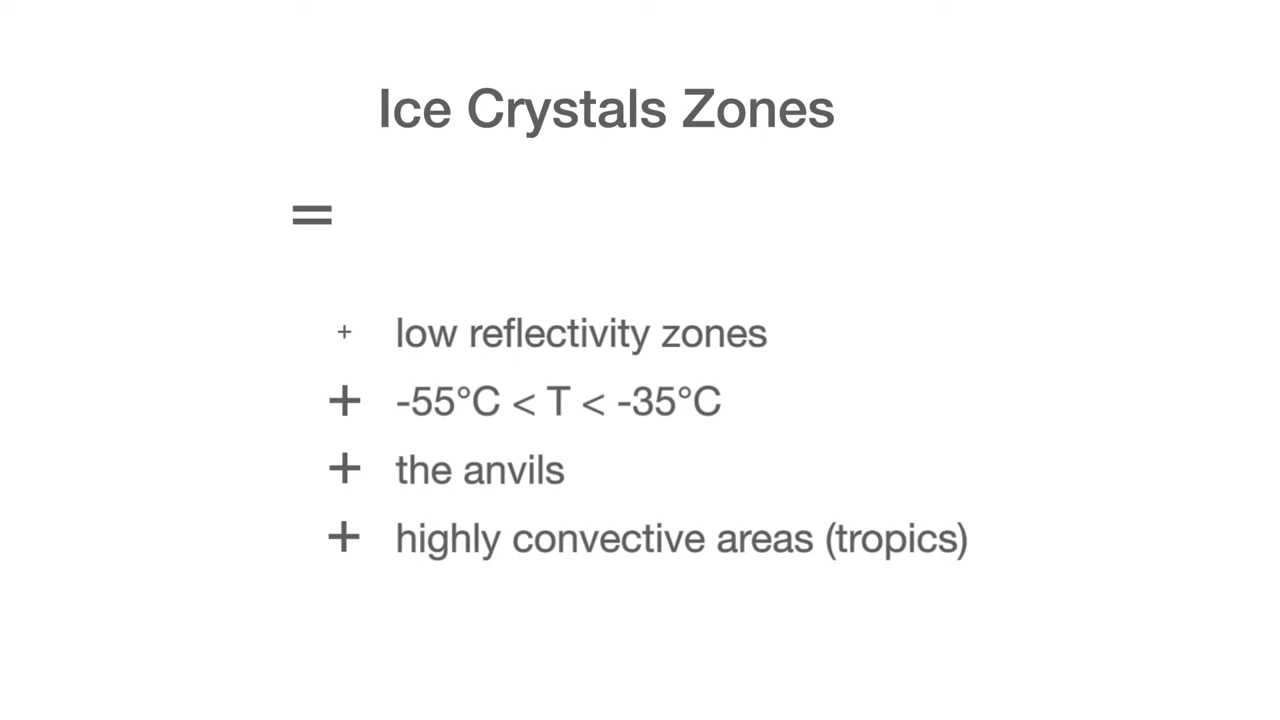 Ice Crystals Zones
=
+ low reflectivity zones
+ -55°C < T < -35°C
+ the anvils
+ highly convective areas (tropics)